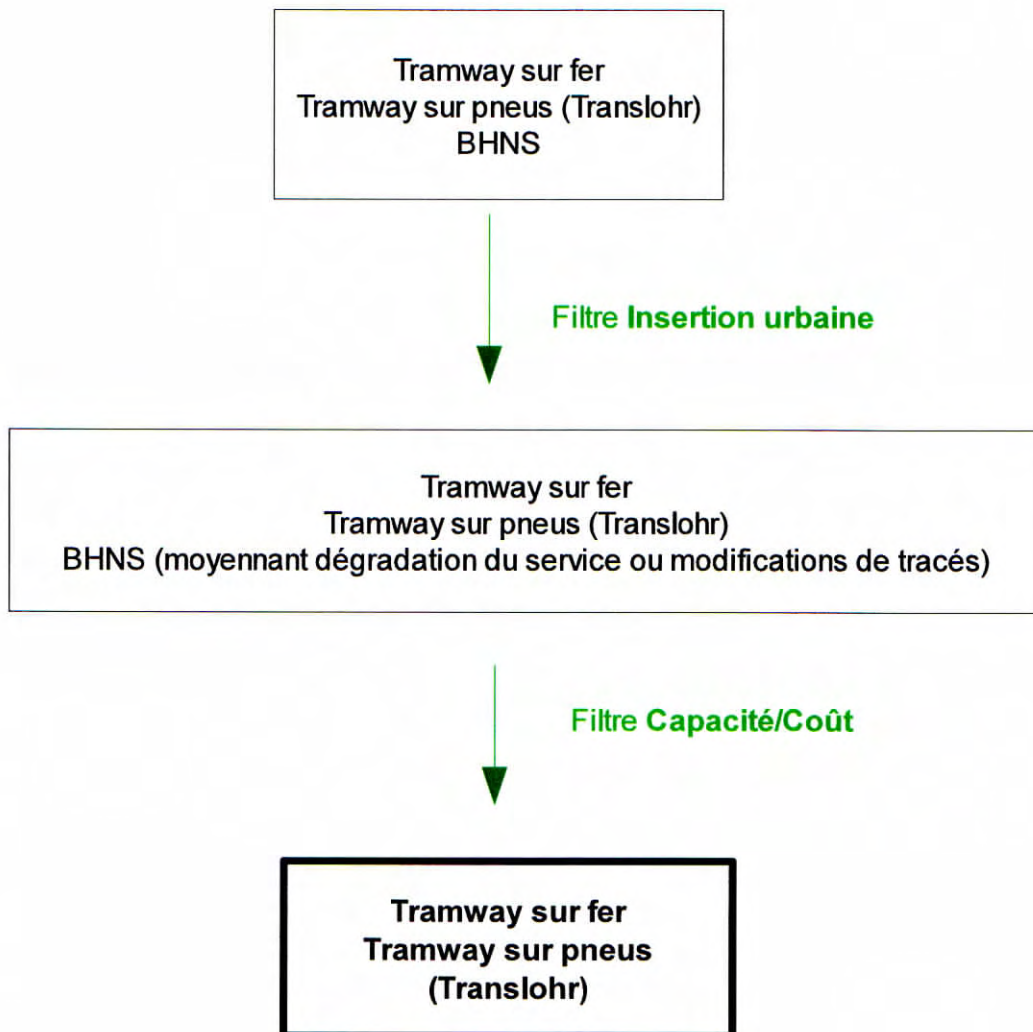 Tramway sur fer
Tramway sur pneus (Translohr)
BHNS
Filtre Insertion urbaine
Tramway sur fer
Tramway sur pneus (Translohr)
BHNS (moyennant dégradation du service ou modifications de tracés)
Filtre Capacité/Coût
Tramway sur fer
Tramway sur pneus
(Translohr)